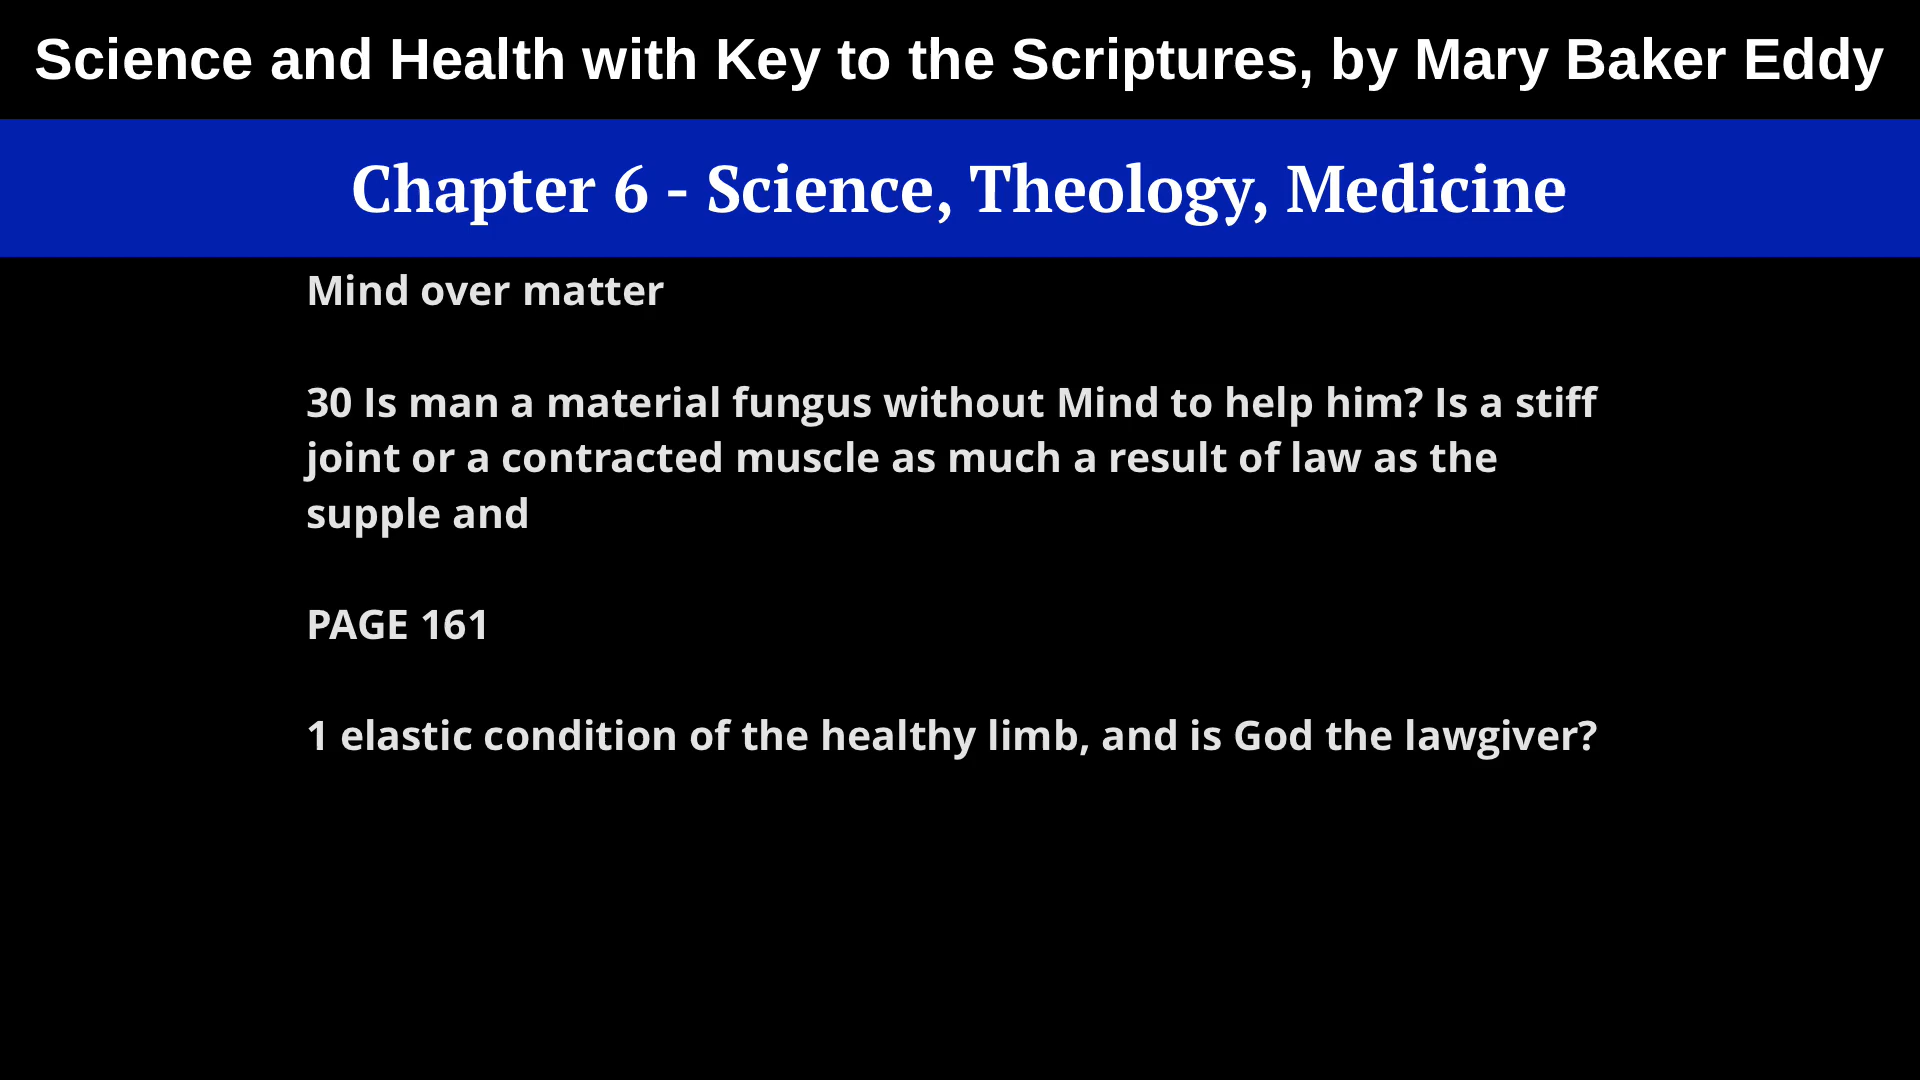 Science and Health with Key to the Scriptures, by Mary Baker Eddy
Chapter 6 - Science, Theology, Medicine
Mind over matter
30 Is man a material fungus without Mind to help him? Is a stiff
joint or a contracted muscle as much a result of law as the
supple and
PAGE 161
1 elastic condition of the healthy limb, and is God the lawgiver?